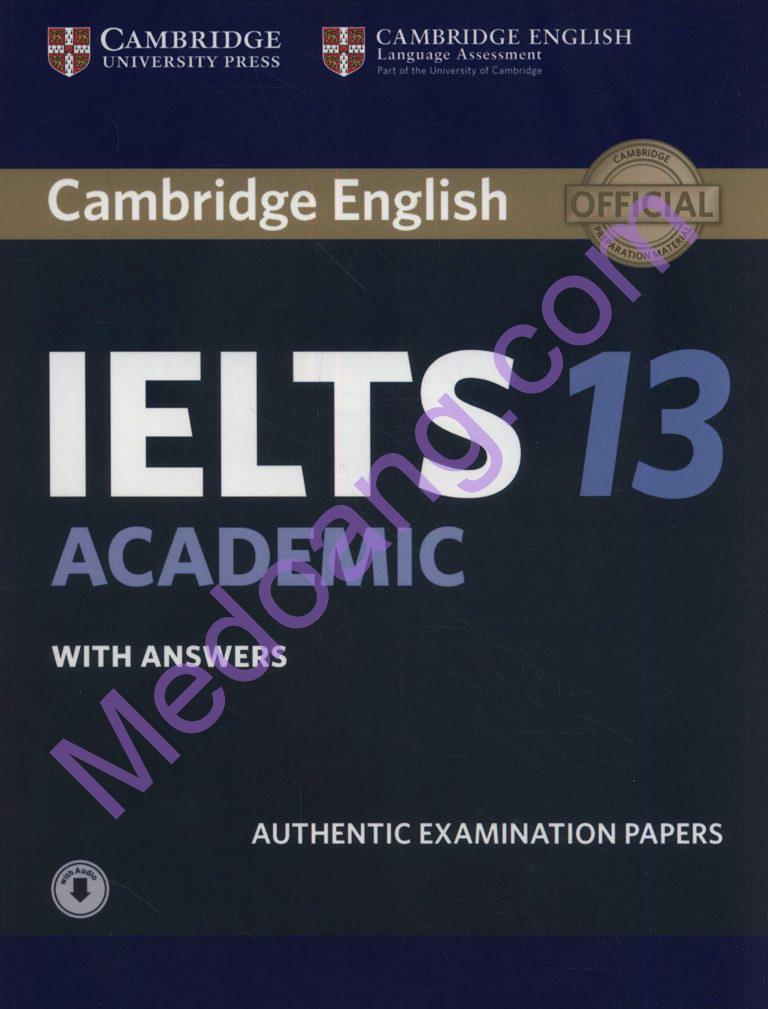 CAMBRIDGE
UNIVERSITY PRESS
CAMBRIDGE ENGLISH
Language Assessment
Part of the University of Cambridge
Cambridge English
CAMBRIDGE
OFFICIAL
PREPARATION MATERIAL
IELTS 13
ACADEMIC
WITH ANSWERS
AUTHENTIC EXAMINATION PAPERS
with Audio
Medoang.com